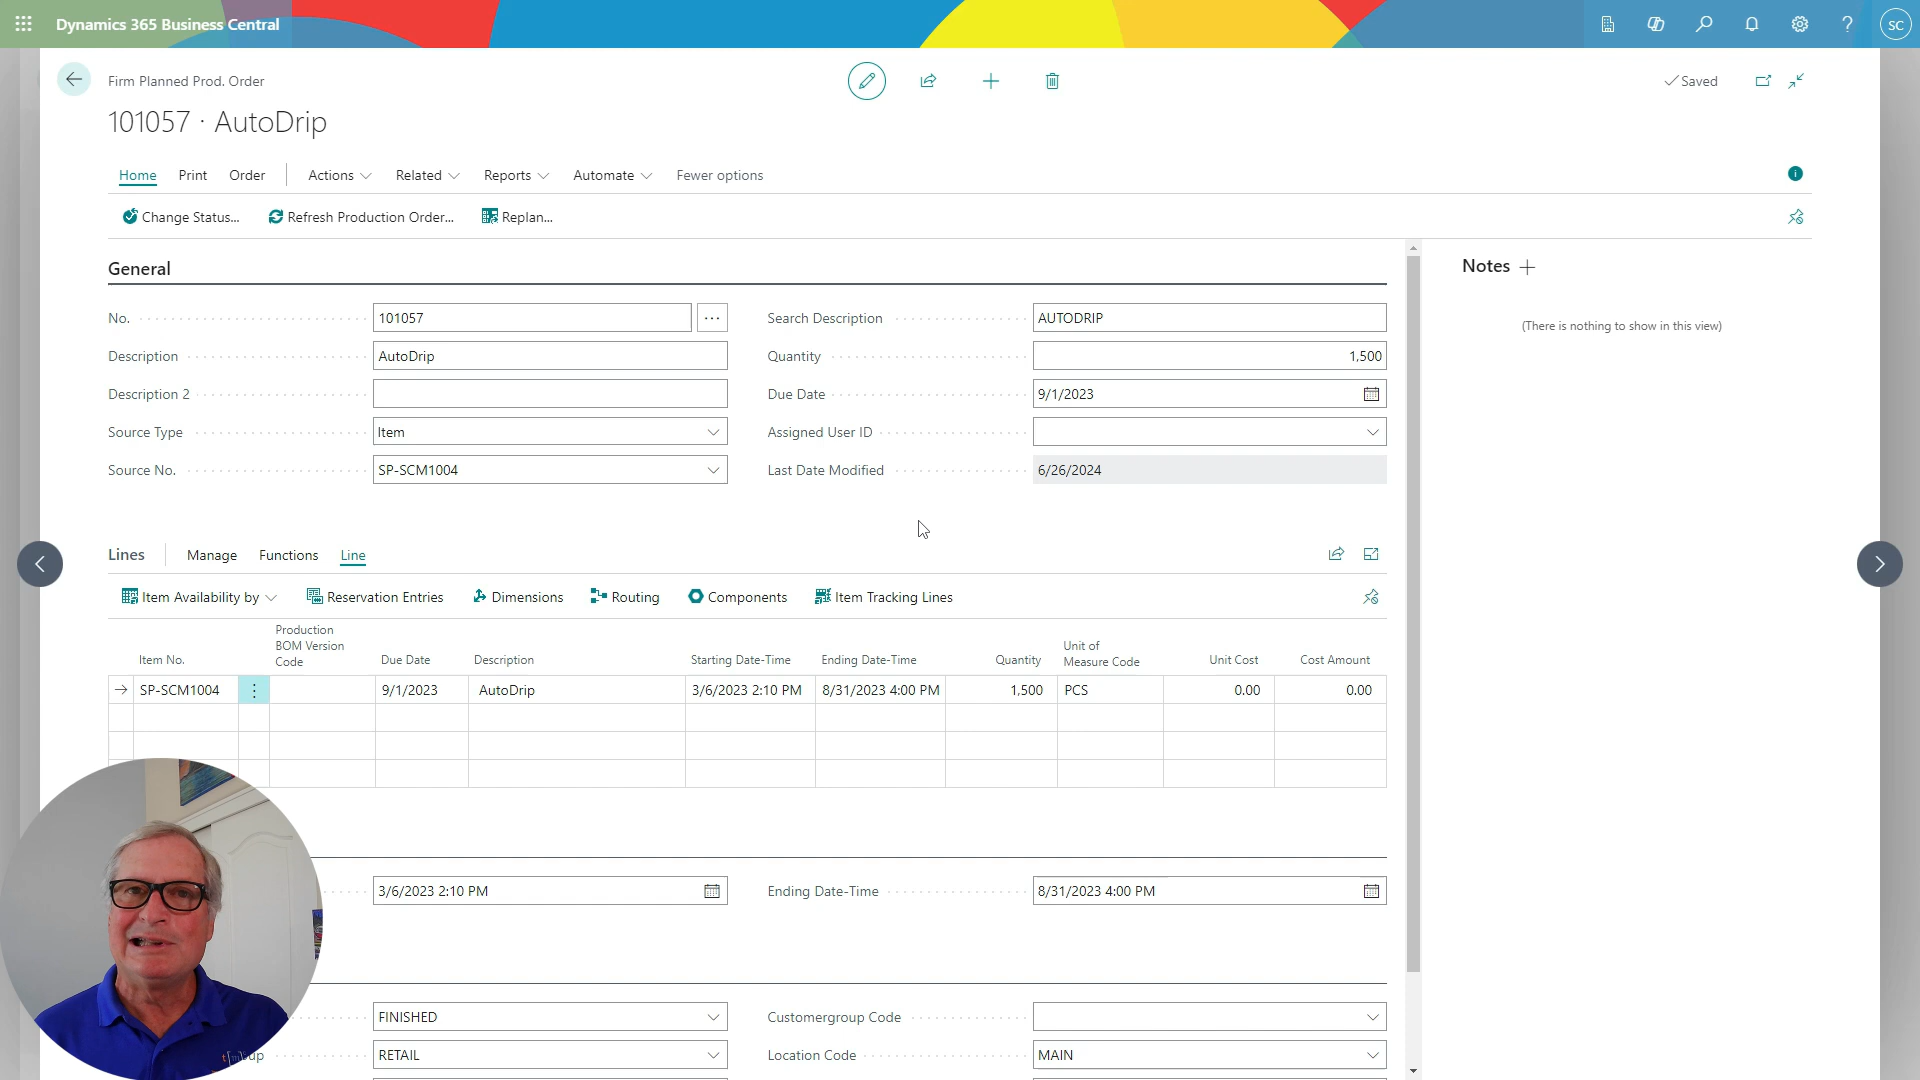 Dynamics 365 Business Central
SC
Firm Planned Prod. Order
Saved
101057 · AutoDrip
Home Print Order Actions Related Reports Automate Fewer options
Change Status... Refresh Production Order... Replan...
General
Notes
(There is nothing to show in this view)
No. 101057 ... Search Description AUTODRIP
Description AutoDrip Quantity 1,500
Description 2 Due Date 9/1/2023
Source Type Item Assigned User ID
Source No. SP-SCM1004 Last Date Modified 6/26/2024
Lines Manage Functions Line
Item Availability by Reservation Entries Dimensions Routing Components Item Tracking Lines
Item No. Production BOM Version Code Due Date Description Starting Date-Time Ending Date-Time Quantity Unit of Measure Code Unit Cost Cost Amount
SP-SCM1004 9/1/2023 AutoDrip 3/6/2023 2:10 PM 8/31/2023 4:00 PM 1,500 PCS 0.00 0.00
3/6/2023 2:10 PM Ending Date-Time 8/31/2023 4:00 PM
FINISHED Customergroup Code
RETAIL Location Code MAIN